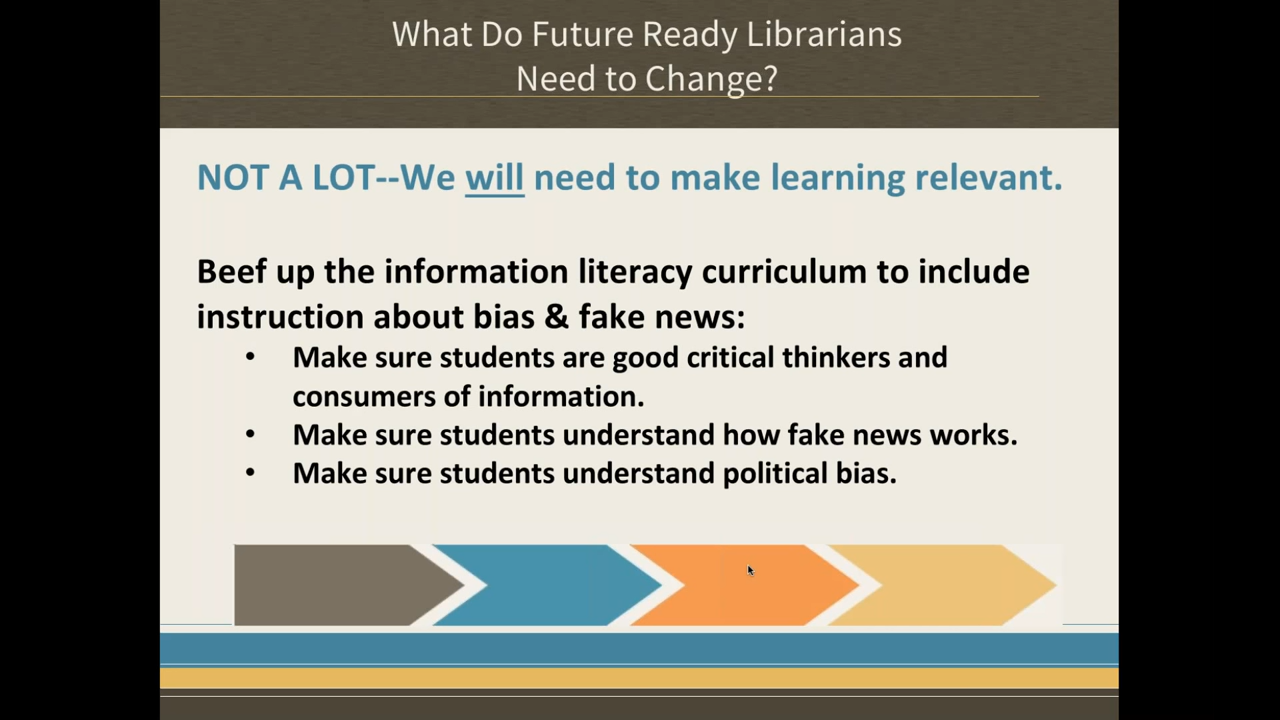 What Do Future Ready Librarians
Need to Change?
NOT A LOT--We will need to make learning relevant.
Beef up the information literacy curriculum to include
instruction about bias & fake news:
• Make sure students are good critical thinkers and
consumers of information.
• Make sure students understand how fake news works.
• Make sure students understand political bias.